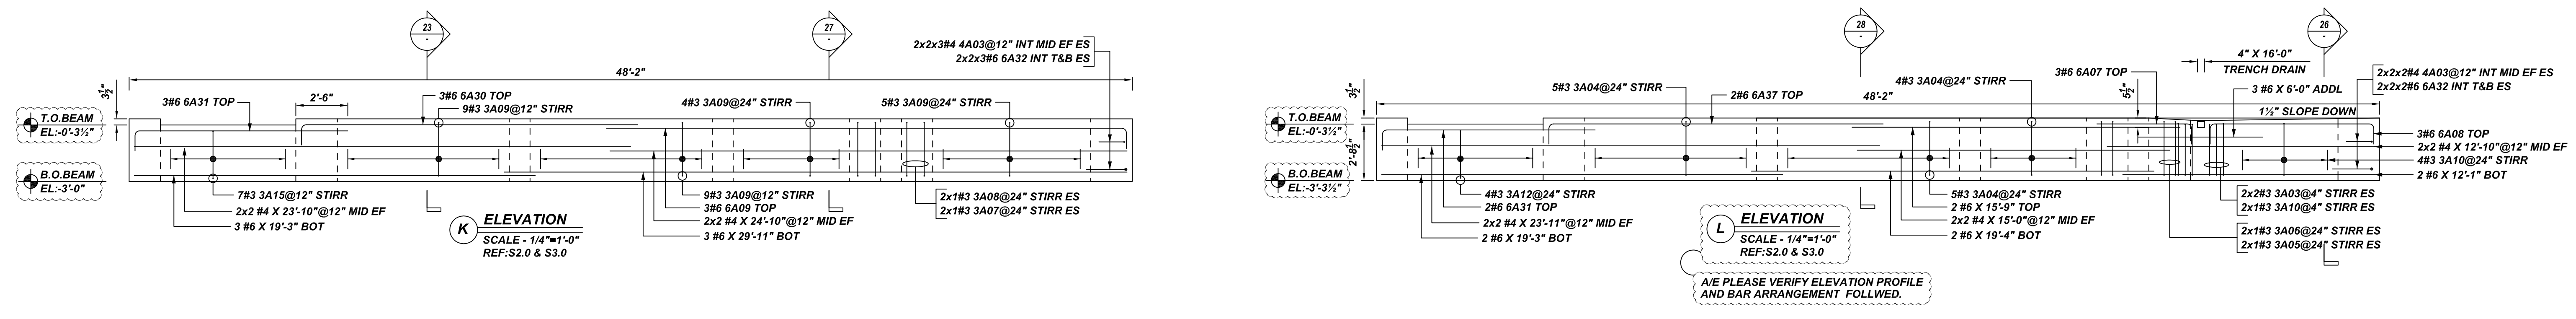 23
-
27
-
2x2x3#4 4A03@12" INT MID EF ES
2x2x3#6 6A32 INT T&B ES
48'-2"
3½"
3#6 6A31 TOP
2'-6"
3#6 6A30 TOP
9#3 3A09@12" STIRR
4#3 3A09@24" STIRR
5#3 3A09@24" STIRR
T.O.BEAM
EL:-0'-3½"
B.O.BEAM
EL:-3'-0"
7#3 3A15@12" STIRR
2x2 #4 X 23'-10"@12" MID EF
3 #6 X 19'-3" BOT
K
ELEVATION
SCALE - 1/4"=1'-0"
REF:S2.0 & S3.0
9#3 3A09@12" STIRR
3#6 6A09 TOP
2x2 #4 X 24'-10"@12" MID EF
3 #6 X 29'-11" BOT
2x1#3 3A08@24" STIRR ES
2x1#3 3A07@24" STIRR ES
28
-
26
-
4" X 16'-0"
TRENCH DRAIN
3½"
5#3 3A04@24" STIRR
48'-2"
2#6 6A37 TOP
4#3 3A04@24" STIRR
3#6 6A07 TOP
5½"
3 #6 X 6'-0" ADDL
1½" SLOPE DOWN
2x2x2#4 4A03@12" INT MID EF ES
2x2x2#6 6A32 INT T&B ES
T.O.BEAM
EL:-0'-3½"
2'-8½"
B.O.BEAM
EL:-3'-3½"
3#6 6A08 TOP
2x2 #4 X 12'-10"@12" MID EF
4#3 3A10@24" STIRR
2 #6 X 12'-1" BOT
4#3 3A12@24" STIRR
2#6 6A31 TOP
2x2 #4 X 23'-11"@12" MID EF
2 #6 X 19'-3" BOT
L
ELEVATION
SCALE - 1/4"=1'-0"
REF:S2.0 & S3.0
5#3 3A04@24" STIRR
2 #6 X 15'-9" TOP
2x2 #4 X 15'-0"@12" MID EF
2 #6 X 19'-4" BOT
2x2#3 3A03@4" STIRR ES
2x1#3 3A10@4" STIRR ES
2x1#3 3A06@24" STIRR ES
2x1#3 3A05@24" STIRR ES
A/E PLEASE VERIFY ELEVATION PROFILE
AND BAR ARRANGEMENT FOLLWED.